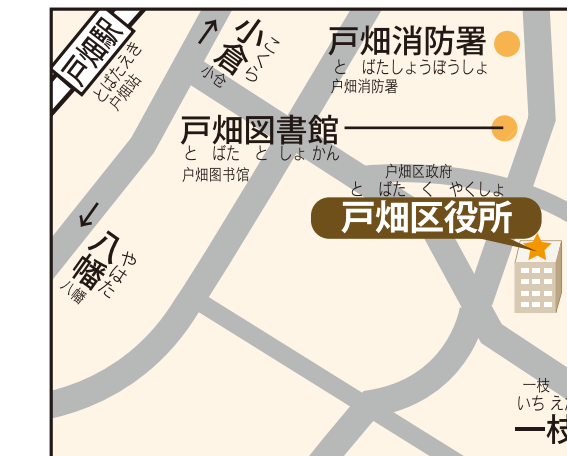 戸畑駅
とばたえき
户畑站
↑
小倉
こくら
小仓
戸畑消防署
と ばたしょうぼうしょ
户畑消防署
戸畑図書館
と ばた と しょ かん
户畑图书馆
户畑区政府
と ばた く やくしょ
戸畑区役所
↓
八幡
やはた
八幡
一枝
いち え
一枝